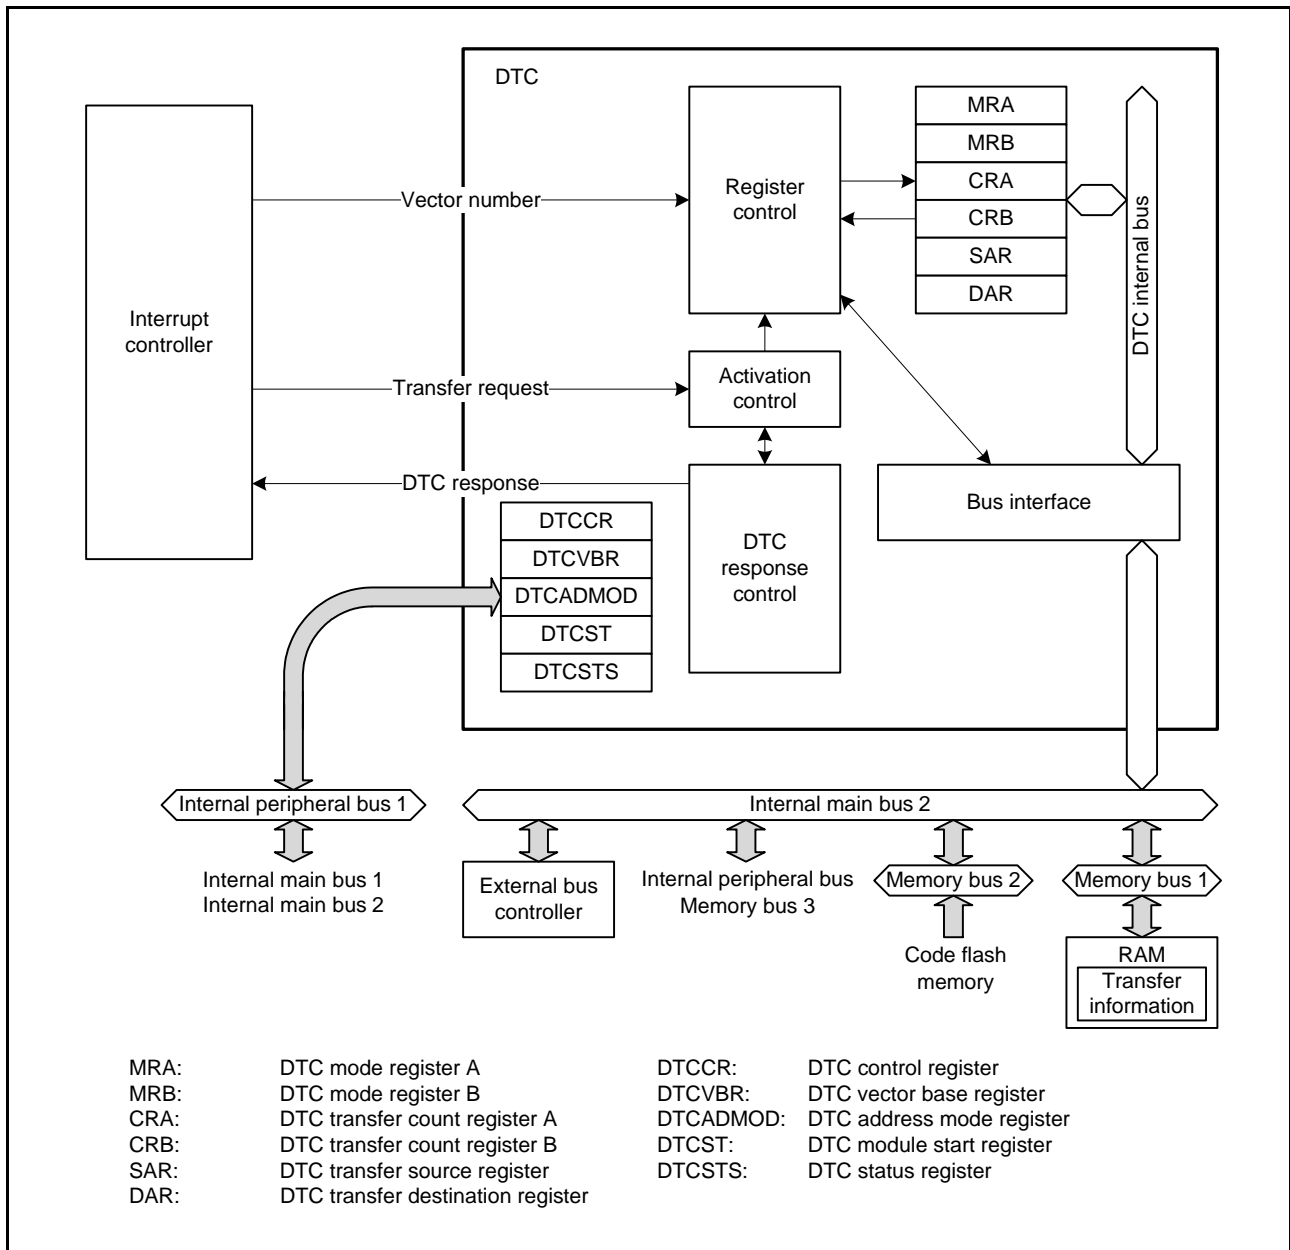 DTC
MRA
MRB
CRA
CRB
SAR
DAR
Register
control
Vector number
DTC internal bus
Interrupt
controller
Transfer request
Activation
control
DTC response
Bus interface
DTCCR
DTCVBR
DTCADMOD
DTCST
DTCSTS
DTC
response
control
Internal peripheral bus 1
Internal main bus 2
Internal main bus 1
Internal main bus 2
External bus
controller
Internal peripheral bus
Memory bus 3
Memory bus 2
Memory bus 1
Code flash
memory
RAM
Transfer
information
MRA: DTC mode register A
MRB: DTC mode register B
CRA: DTC transfer count register A
CRB: DTC transfer count register B
SAR: DTC transfer source register
DAR: DTC transfer destination register
DTCCR: DTC control register
DTCVBR: DTC vector base register
DTCADMOD: DTC address mode register
DTCST: DTC module start register
DTCSTS: DTC status register